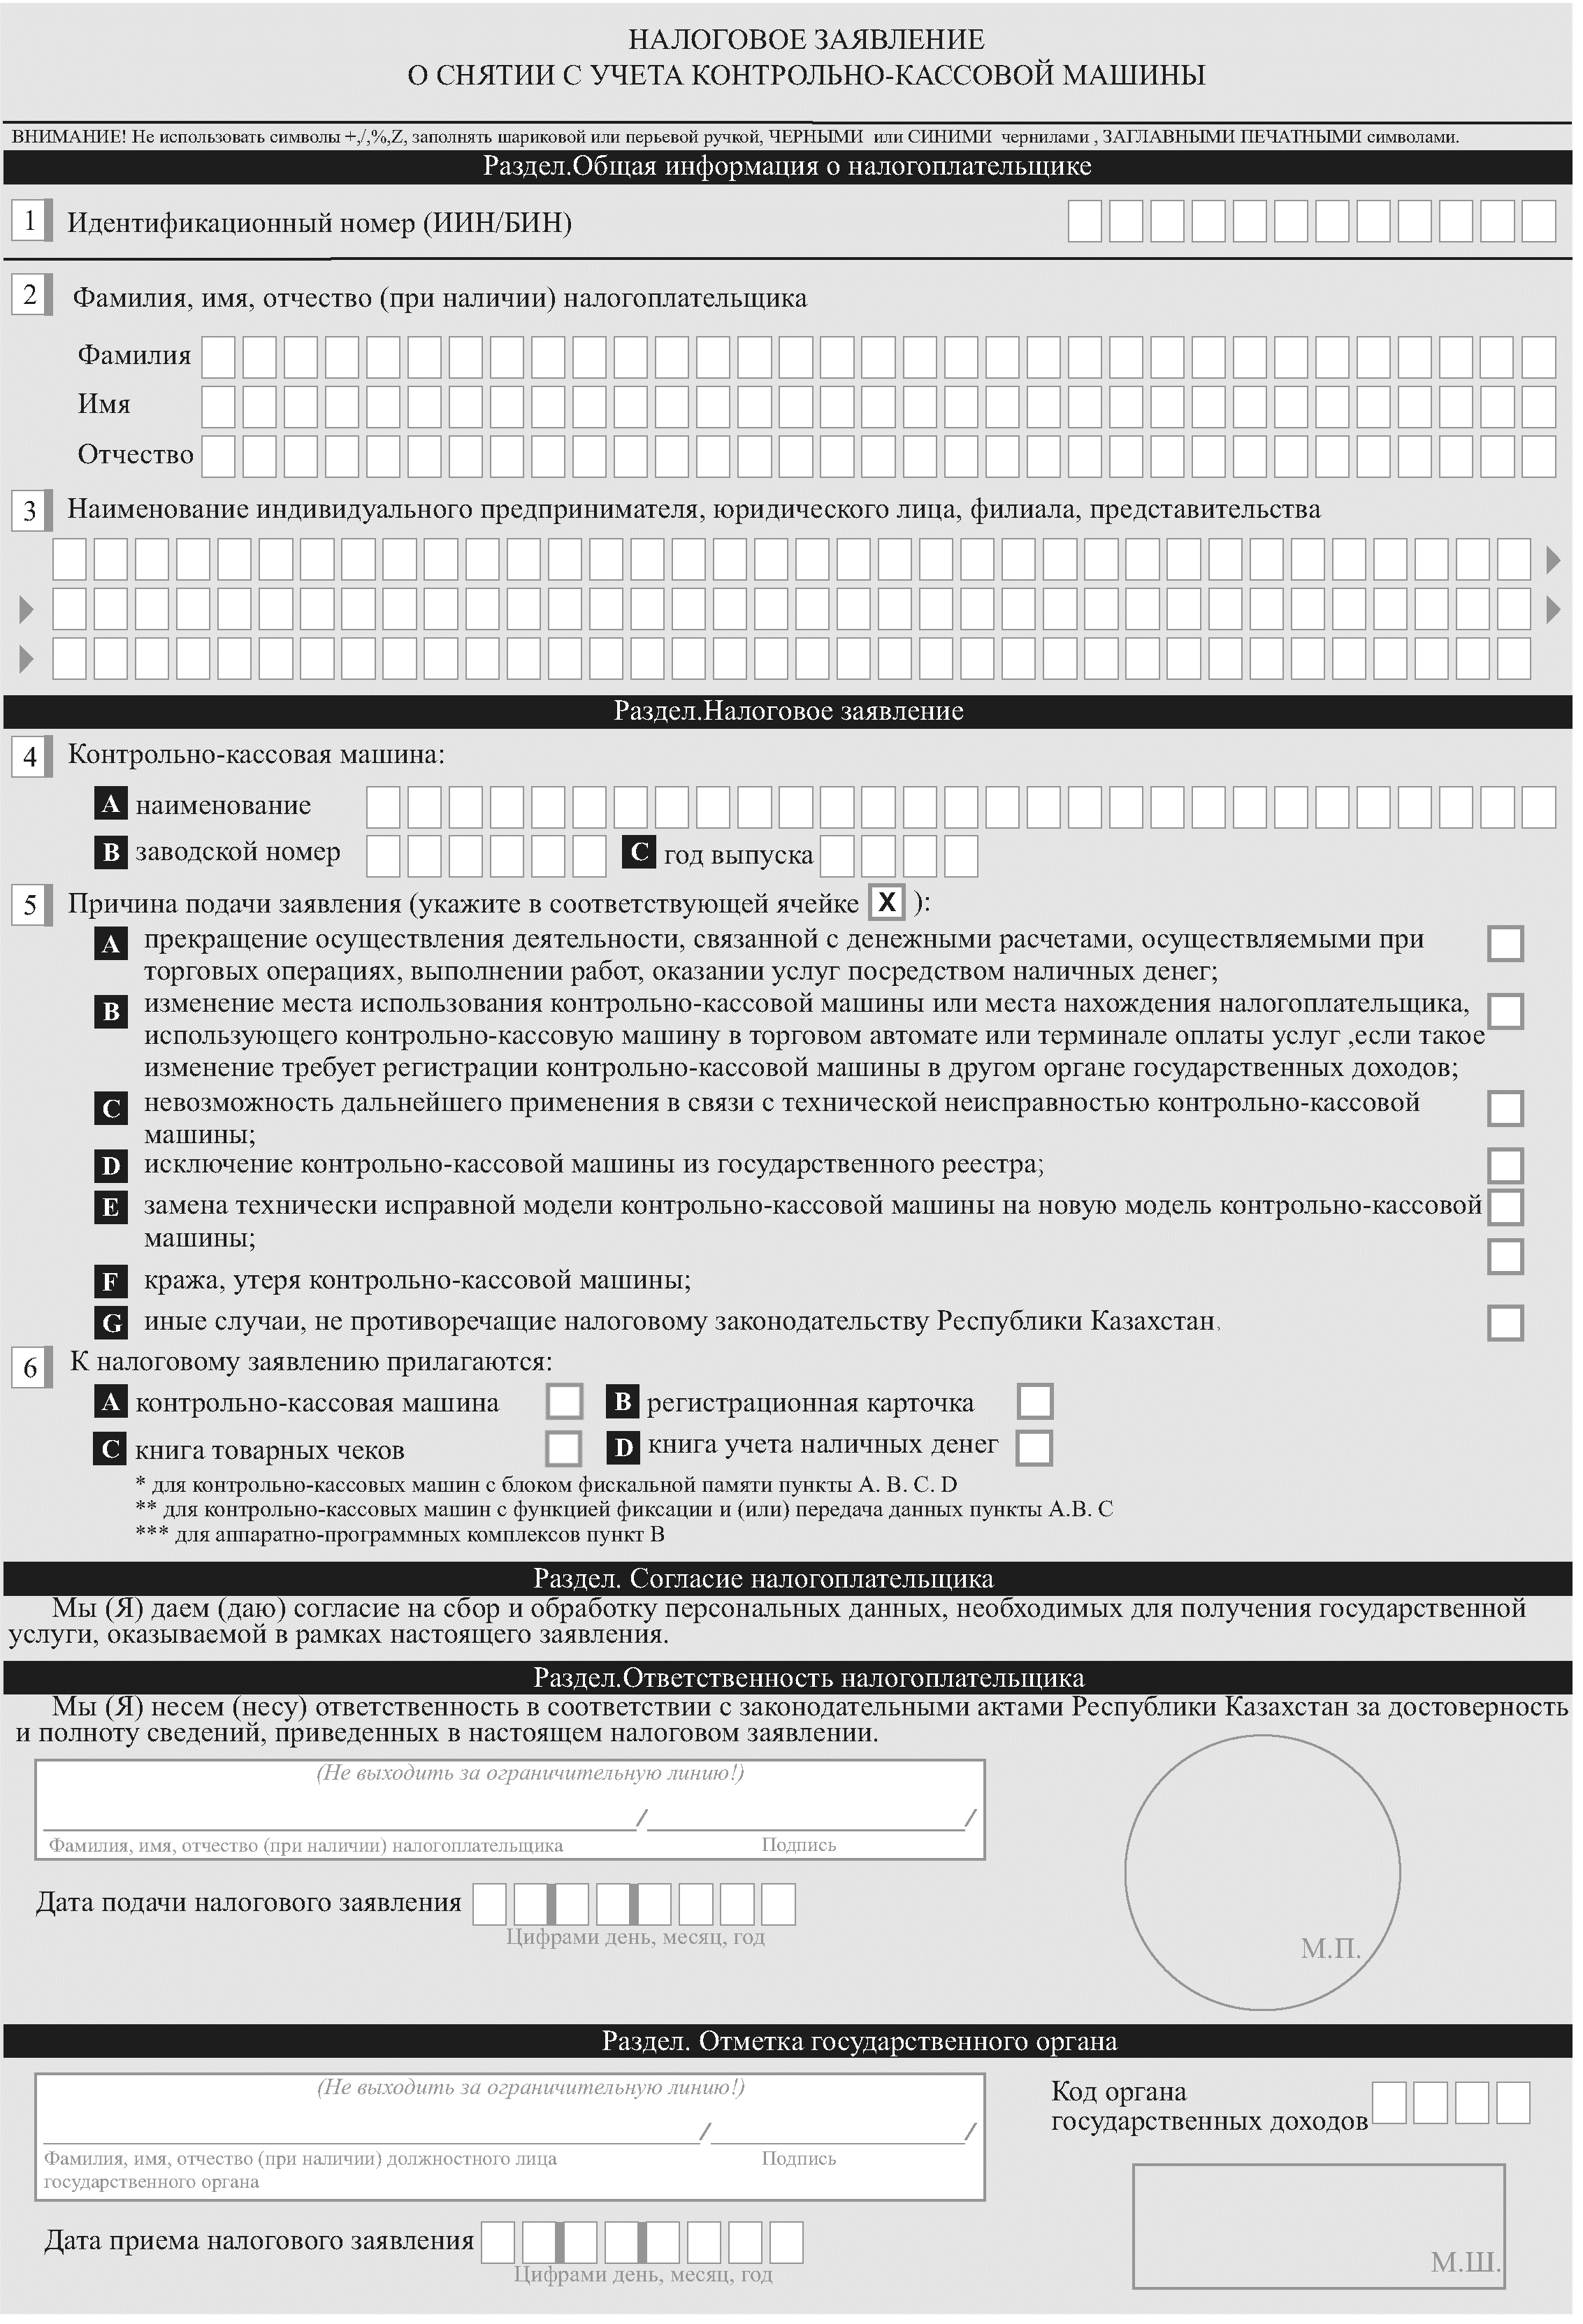 НАЛОГОВОЕ ЗАЯВЛЕНИЕ
О СНЯТИИ С УЧЕТА КОНТРОЛЬНО-КАССОВОЙ МАШИНЫ
ВНИМАНИЕ! Не использовать символы +,/,%,Z, заполнять шариковой или перьевой ручкой, ЧЕРНЫМИ или СИНИМИ чернилами , ЗАГЛАВНЫМИ ПЕЧАТНЫМИ символами.
Раздел.Общая информация о налогоплательщике
1 Идентификационный номер (ИИН/БИН)
2 Фамилия, имя, отчество (при наличии) налогоплательщика
Фамилия
Имя
Отчество
3 Наименование индивидуального предпринимателя, юридического лица, филиала, представительства
Раздел.Налоговое заявление
4 Контрольно-кассовая машина:
A наименование
B заводской номер C год выпуска
5 Причина подачи заявления (укажите в соответствующей ячейке X ):
A прекращение осуществления деятельности, связанной с денежными расчетами, осуществляемыми при
торговых операциях, выполнении работ, оказании услуг посредством наличных денег;
B изменение места использования контрольно-кассовой машины или места нахождения налогоплательщика,
использующего контрольно-кассовую машину в торговом автомате или терминале оплаты услуг ,если такое
изменение требует регистрации контрольно-кассовой машины в другом органе государственных доходов;
C невозможность дальнейшего применения в связи с технической неисправностью контрольно-кассовой
машины;
D исключение контрольно-кассовой машины из государственного реестра;
E замена технически исправной модели контрольно-кассовой машины на новую модель контрольно-кассовой
машины;
F кража, утеря контрольно-кассовой машины;
G иные случаи, не противоречащие налоговому законодательству Республики Казахстан.
6 К налоговому заявлению прилагаются:
A контрольно-кассовая машина B регистрационная карточка
C книга товарных чеков D книга учета наличных денег
* для контрольно-кассовых машин с блоком фискальной памяти пункты А. В. С. D
** для контрольно-кассовых машин с функцией фиксации и (или) передача данных пункты А.В. С
*** для аппаратно-программных комплексов пункт В
Раздел. Согласие налогоплательщика
Мы (Я) даем (даю) согласие на сбор и обработку персональных данных, необходимых для получения государственной
услуги, оказываемой в рамках настоящего заявления.
Раздел.Ответственность налогоплательщика
Мы (Я) несем (несу) ответственность в соответствии с законодательными актами Республики Казахстан за достоверность
и полноту сведений, приведенных в настоящем налоговом заявлении.
(Не выходить за ограничительную линию!)
/ /
Фамилия, имя, отчество (при наличии) налогоплательщика Подпись
Дата подачи налогового заявления
Цифрами день, месяц, год
М.П.
Раздел. Отметка государственного органа
(Не выходить за ограничительную линию!)
/ /
Фамилия, имя, отчество (при наличии) должностного лица Подпись
государственного органа
Код органа
государственных доходов
Дата приема налогового заявления
Цифрами день, месяц, год
М.Ш.